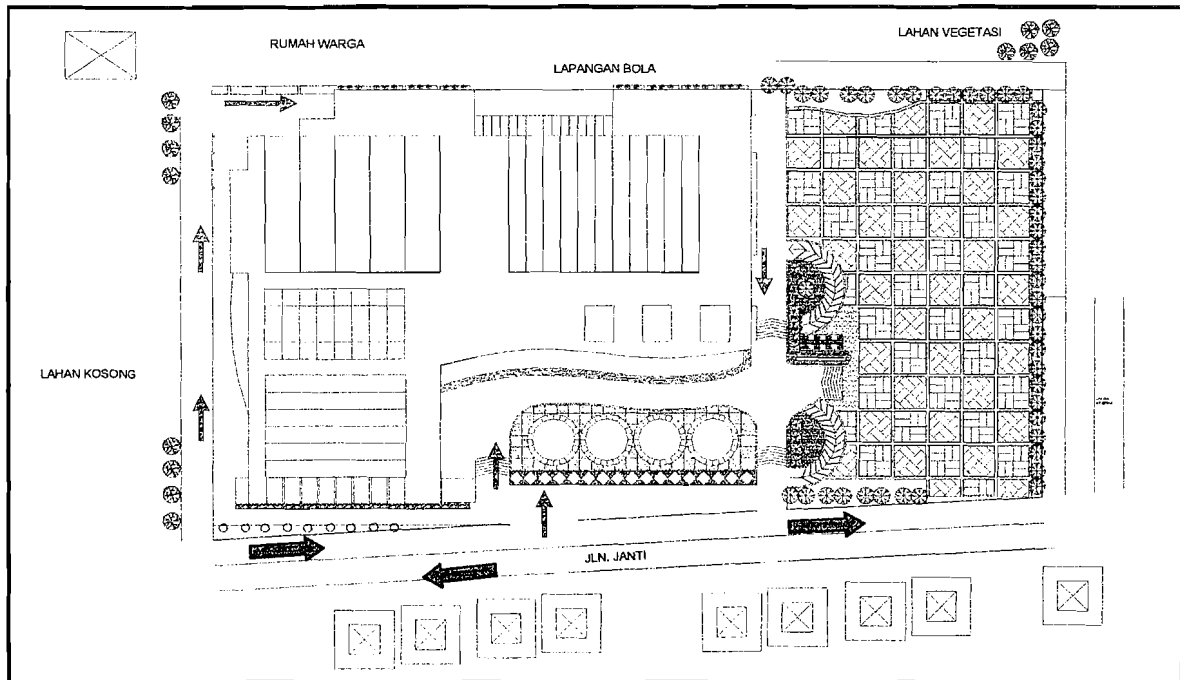 RUMAH WARGA
LAHAN VEGETASI
LAPANGAN BOLA
LAHAN KOSONG
JLN. JANTI